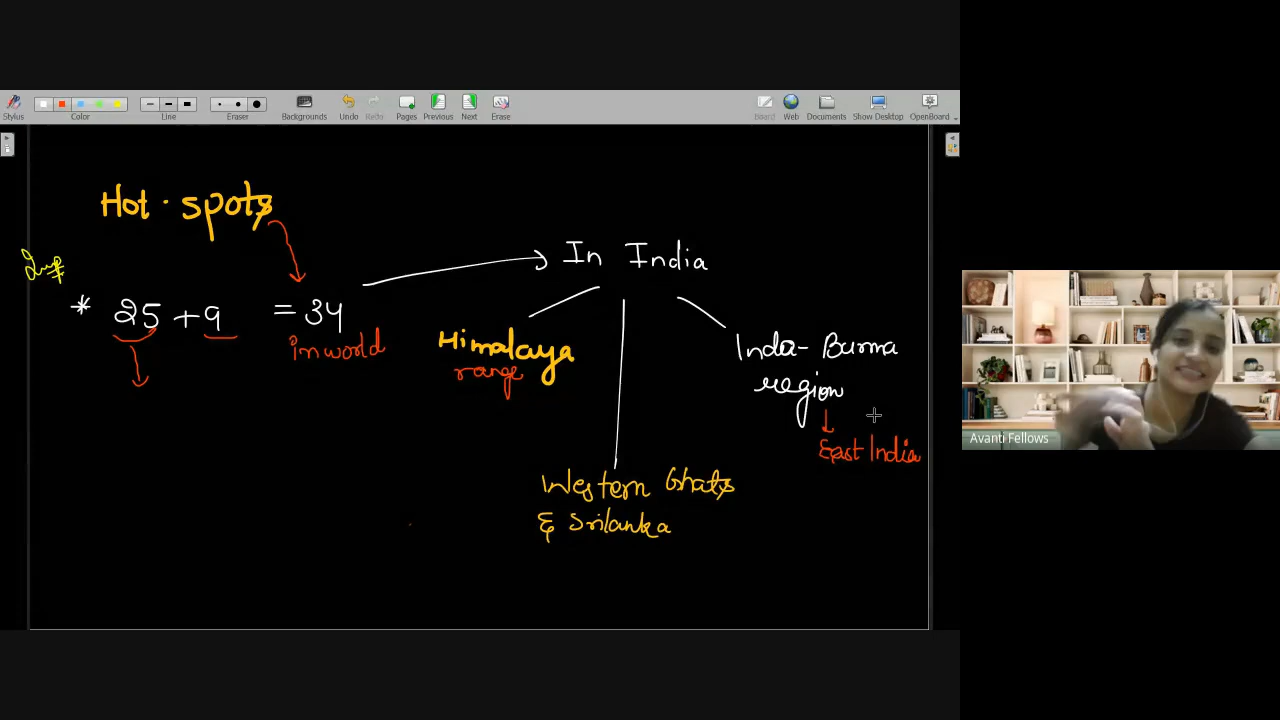 Stylus
Color
Line
Eraser
Backgrounds
Undo
Redo
Pages
Previous
Next
Erase
Board
Web
Documents
Show Desktop
OpenBoard
Hot . spots
In India
Imp
* 25 + 9 = 34
in world
Himalaya
range
Indo - Burma
region
East India
Western Ghats
& Srilanka
Avanti Fellows